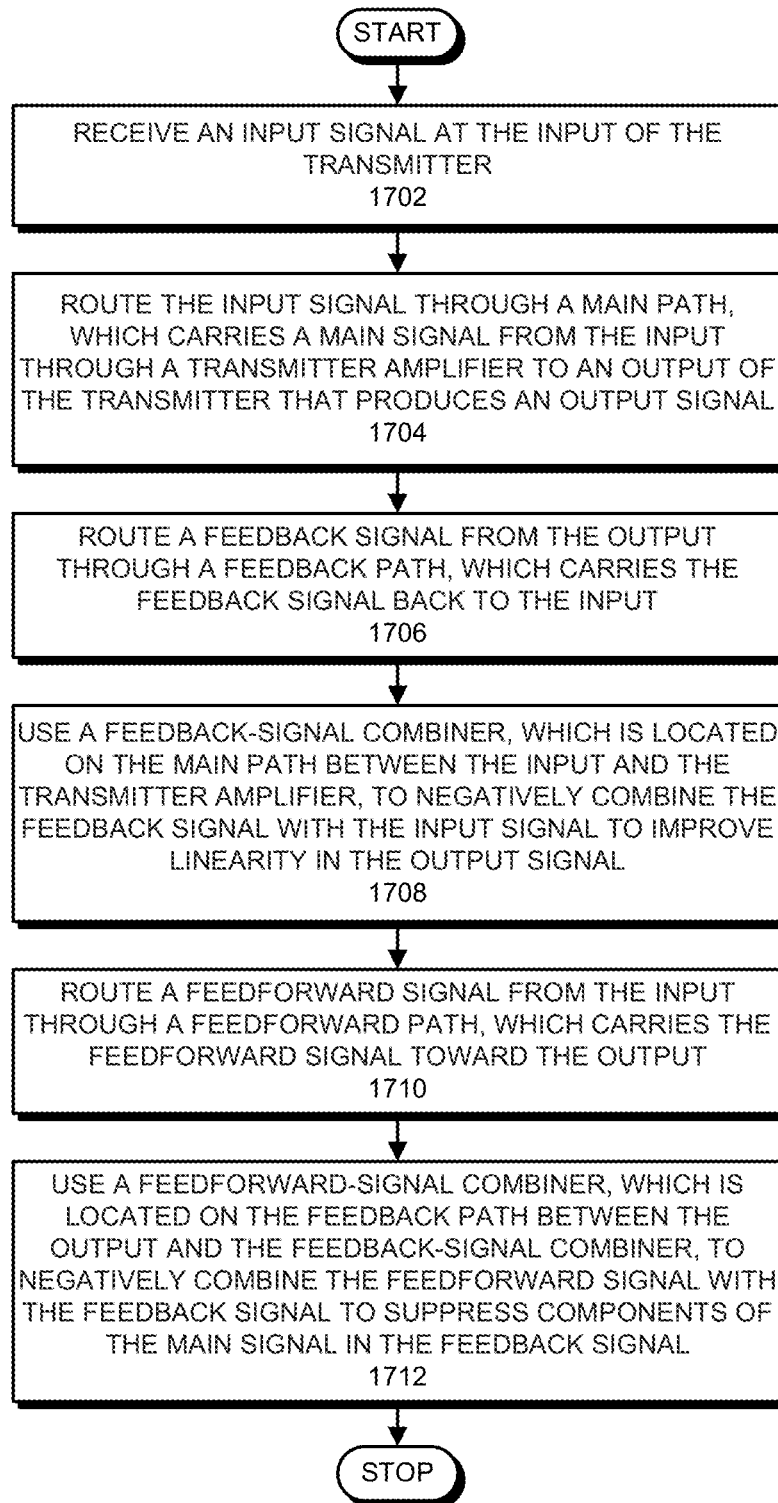 START
RECEIVE AN INPUT SIGNAL AT THE INPUT OF THE
TRANSMITTER
1702
ROUTE THE INPUT SIGNAL THROUGH A MAIN PATH,
WHICH CARRIES A MAIN SIGNAL FROM THE INPUT
THROUGH A TRANSMITTER AMPLIFIER TO AN OUTPUT OF
THE TRANSMITTER THAT PRODUCES AN OUTPUT SIGNAL
1704
ROUTE A FEEDBACK SIGNAL FROM THE OUTPUT
THROUGH A FEEDBACK PATH, WHICH CARRIES THE
FEEDBACK SIGNAL BACK TO THE INPUT
1706
USE A FEEDBACK-SIGNAL COMBINER, WHICH IS LOCATED
ON THE MAIN PATH BETWEEN THE INPUT AND THE
TRANSMITTER AMPLIFIER, TO NEGATIVELY COMBINE THE
FEEDBACK SIGNAL WITH THE INPUT SIGNAL TO IMPROVE
LINEARITY IN THE OUTPUT SIGNAL
1708
ROUTE A FEEDFORWARD SIGNAL FROM THE INPUT
THROUGH A FEEDFORWARD PATH, WHICH CARRIES THE
FEEDFORWARD SIGNAL TOWARD THE OUTPUT
1710
USE A FEEDFORWARD-SIGNAL COMBINER, WHICH IS
LOCATED ON THE FEEDBACK PATH BETWEEN THE
OUTPUT AND THE FEEDBACK-SIGNAL COMBINER, TO
NEGATIVELY COMBINE THE FEEDFORWARD SIGNAL WITH
THE FEEDBACK SIGNAL TO SUPPRESS COMPONENTS OF
THE MAIN SIGNAL IN THE FEEDBACK SIGNAL
1712
STOP